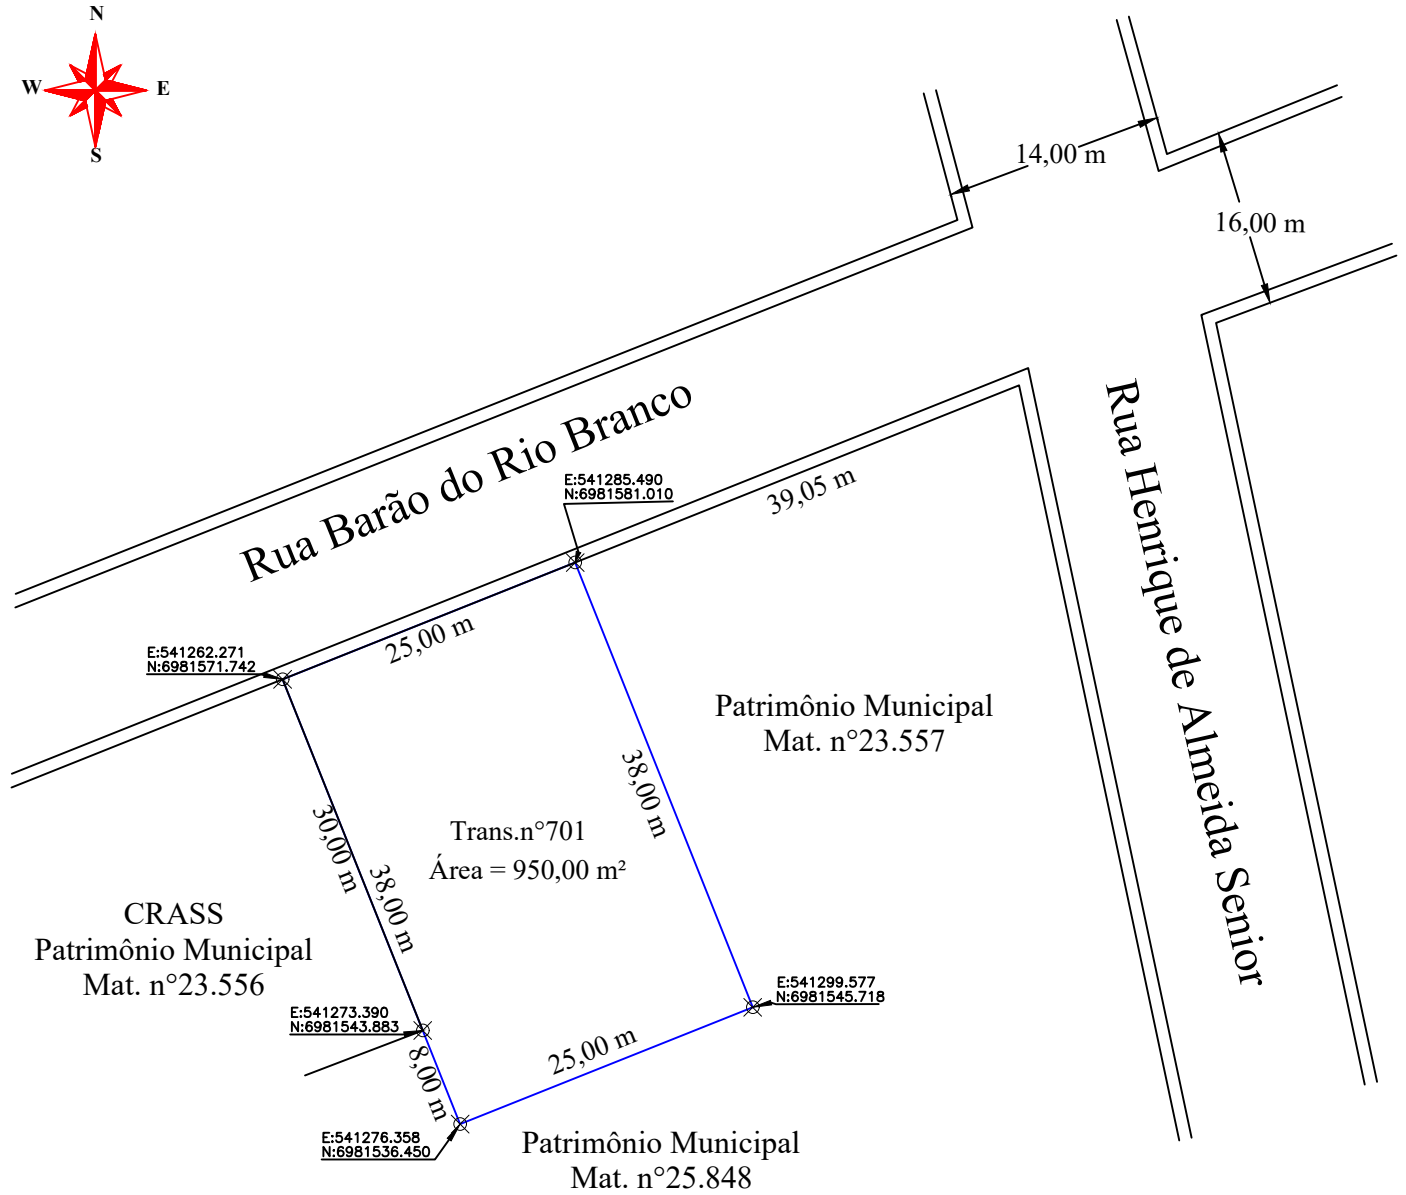 N
W
E
S
14,00 m
16,00 m
Rua Barão do Rio Branco
E:541285.490
N:6981581.010
39,05 m
Rua Henrique de Almeida Senior
25,00 m
E:541262.271
N:6981571.742
Patrimônio Municipal
Mat. n°23.557
38,00 m
30,00 m
38,00 m
Trans.n°701
Área = 950,00 m²
CRASS
Patrimônio Municipal
Mat. n°23.556
E:541299.577
N:6981545.718
E:541273.390
N:6981543.883
8,00 m
25,00 m
E:541276.358
N:6981536.450
Patrimônio Municipal
Mat. n°25.848